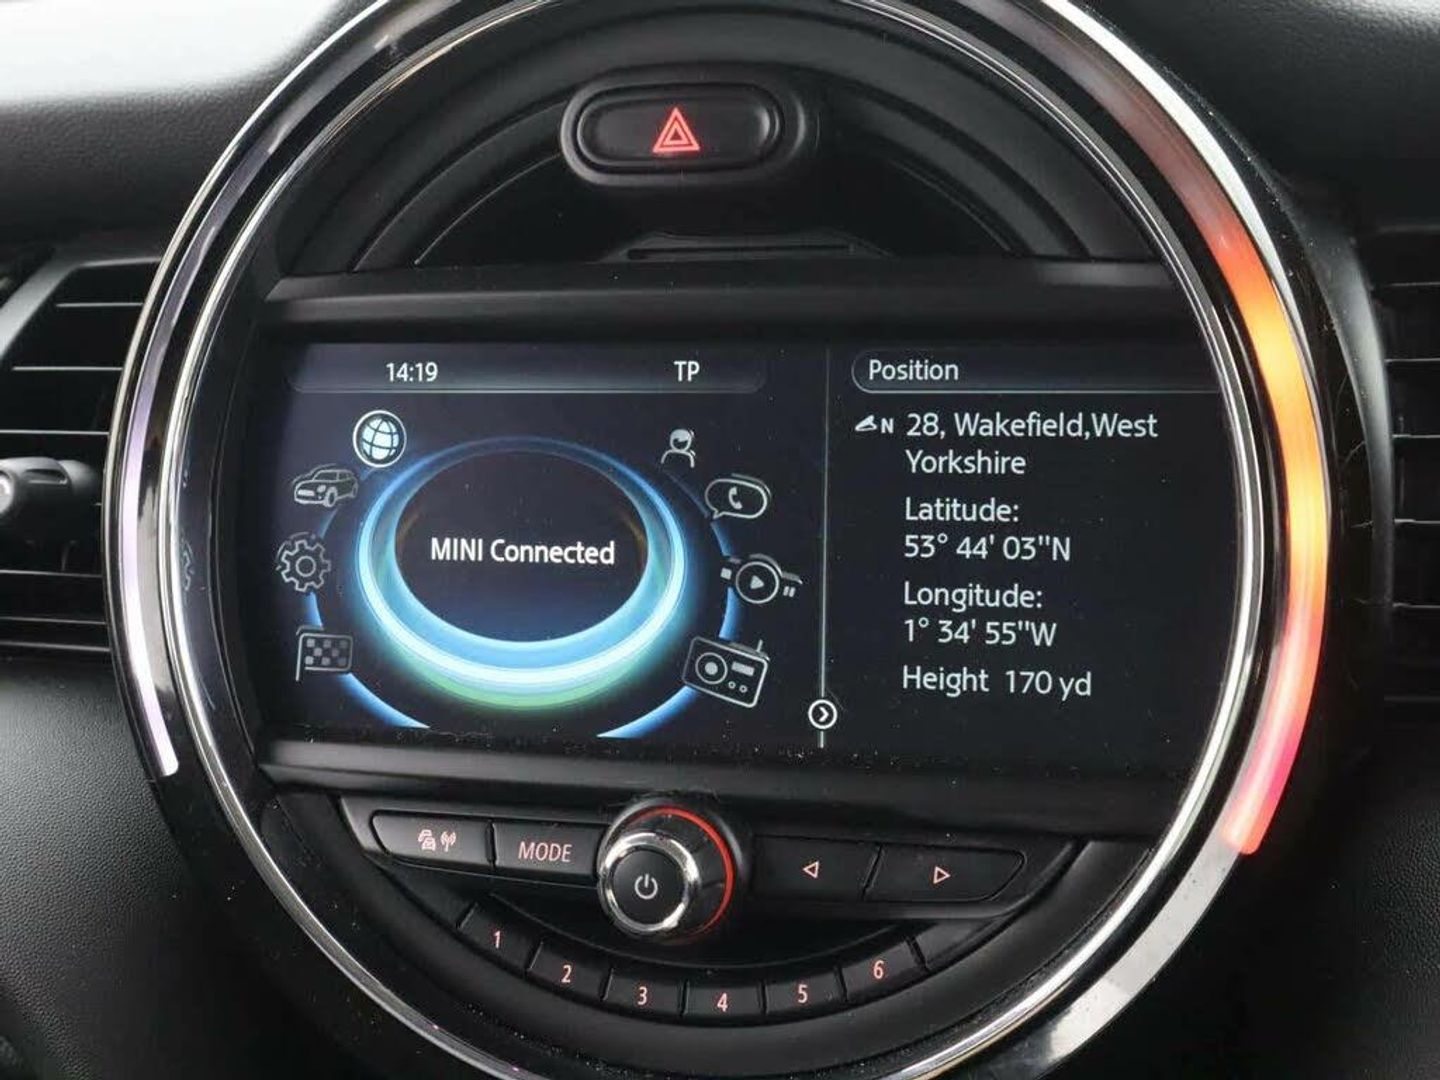 14:19
TP
MINI Connected
Position
N 28, Wakefield,West
Yorkshire
Latitude:
53° 44' 03''N
Longitude:
1° 34' 55''W
Height 170 yd
MODE
1
2
3
4
5
6